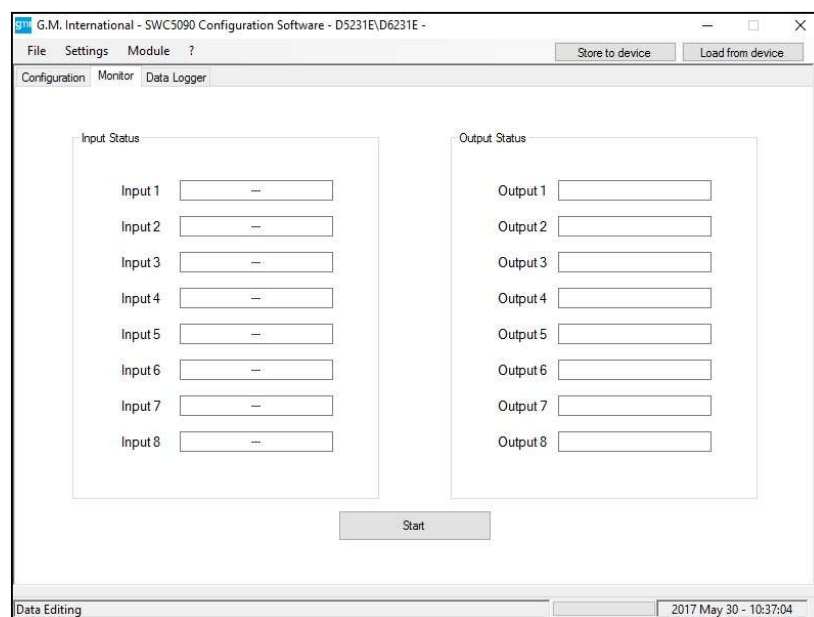 gmi G.M. International - SWC5090 Configuration Software - D5231E\D6231E -
File Settings Module ? Store to device Load from device
Configuration Monitor Data Logger
Input Status
Input 1 ---
Input 2 ---
Input 3 ---
Input 4 ---
Input 5 ---
Input 6 ---
Input 7 ---
Input 8 ---
Output Status
Output 1
Output 2
Output 3
Output 4
Output 5
Output 6
Output 7
Output 8
Start
Data Editing 2017 May 30 - 10:37:04